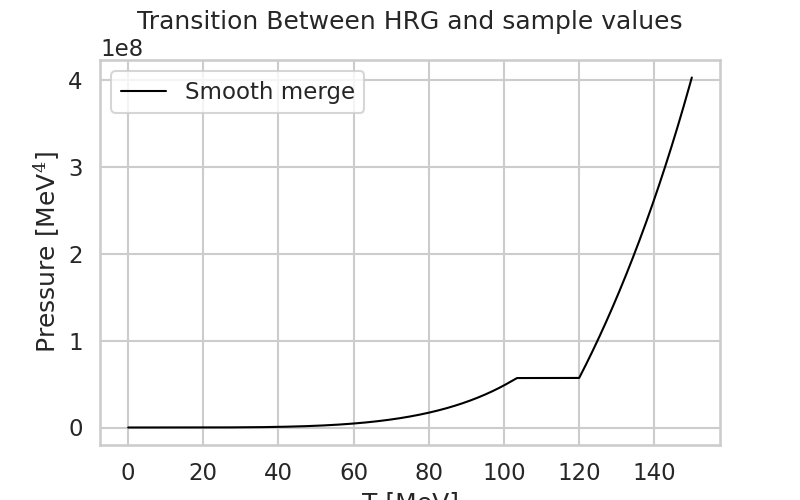 Transition Between HRG and sample values
1e8
Smooth merge
4
3
2
1
0
Pressure [MeV⁴]
0 20 40 60 80 100 120 140
T [MeV]